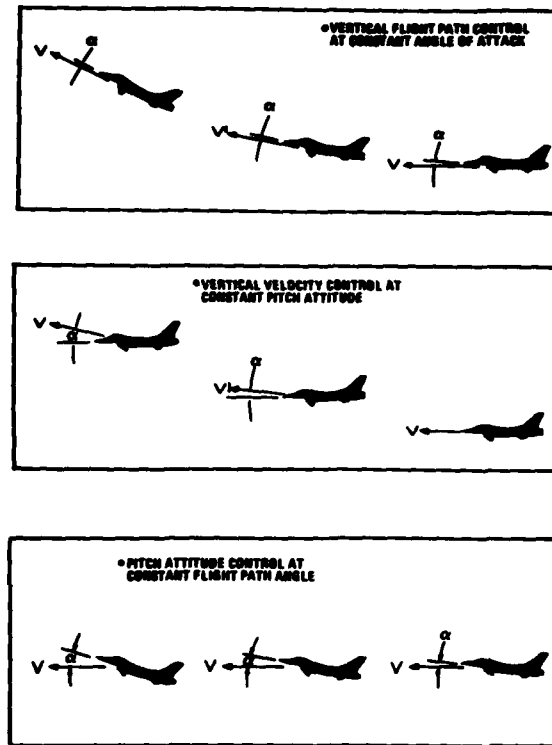 • VERTICAL FLIGHT PATH CONTROL
AT CONSTANT ANGLE OF ATTACK
α
V
α
V'
α
V
• VERTICAL VELOCITY CONTROL AT
CONSTANT PITCH ATTITUDE
V
α
α
V'
V
• PITCH ATTITUDE CONTROL AT
CONSTANT FLIGHT PATH ANGLE
α
V
α
V
α
V